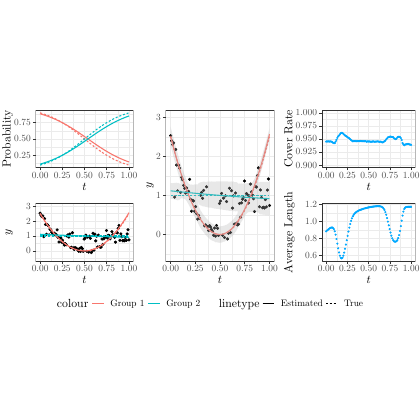 Probability
0.75
0.50
0.25
0.00 0.25 0.50 0.75 1.00
t
y
3
2
1
0
0.00 0.25 0.50 0.75 1.00
t
y
3
2
1
0
0.00 0.25 0.50 0.75 1.00
t
Cover Rate
1.000
0.975
0.950
0.925
0.900
0.00 0.25 0.50 0.75 1.00
t
Average Length
1.2
1.0
0.8
0.6
0.00 0.25 0.50 0.75 1.00
t
colour Group 1 Group 2 linetype Estimated True